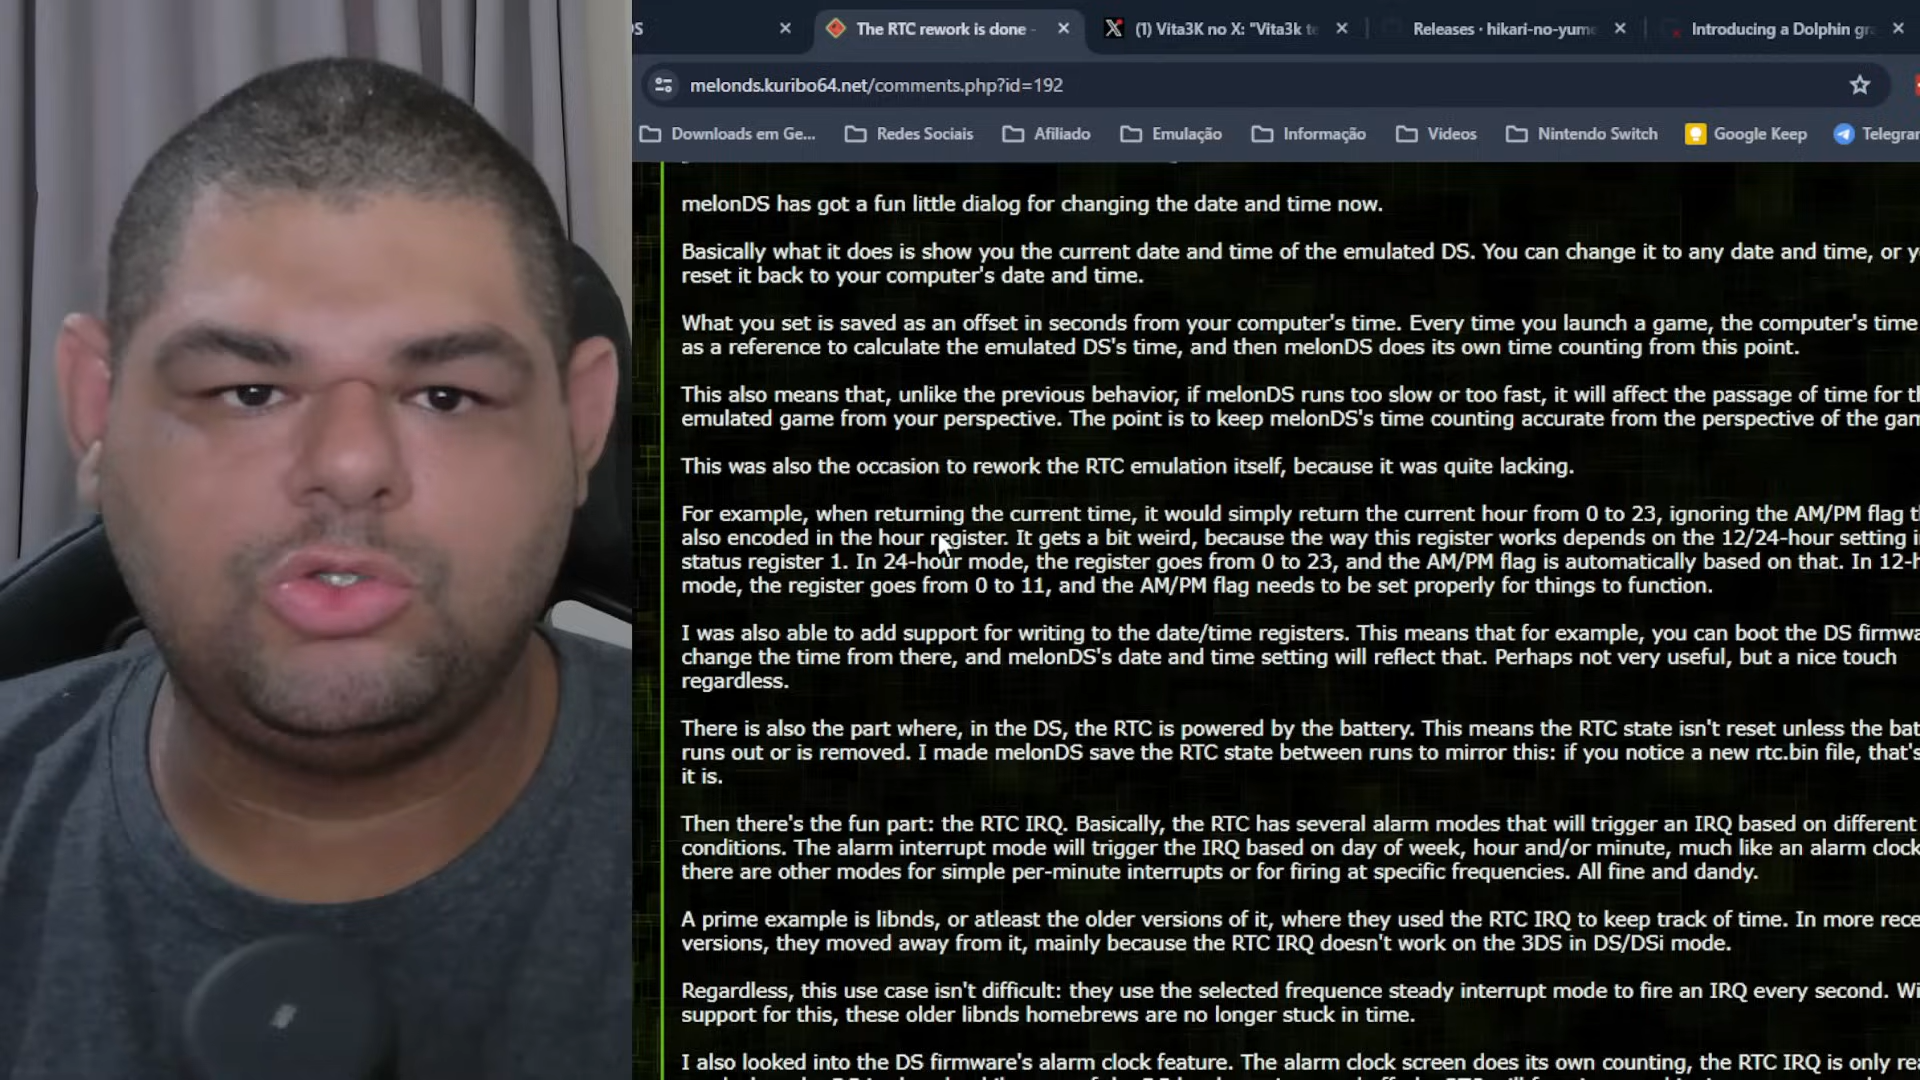 S
The RTC rework is done -
(1) Vita3K no X: "Vita3k te
Releases · hikari-no-yume
Introducing a Dolphin gr
melonds.kuribo64.net/comments.php?id=192
Downloads em Ge...
Redes Sociais
Afiliado
Emulação
Informação
Videos
Nintendo Switch
Google Keep
Telegram
melonDS has got a fun little dialog for changing the date and time now.
Basically what it does is show you the current date and time of the emulated DS. You can change it to any date and time, or y
reset it back to your computer's date and time.
What you set is saved as an offset in seconds from your computer's time. Every time you launch a game, the computer's time
as a reference to calculate the emulated DS's time, and then melonDS does its own time counting from this point.
This also means that, unlike the previous behavior, if melonDS runs too slow or too fast, it will affect the passage of time for th
emulated game from your perspective. The point is to keep melonDS's time counting accurate from the perspective of the gam
This was also the occasion to rework the RTC emulation itself, because it was quite lacking.
For example, when returning the current time, it would simply return the current hour from 0 to 23, ignoring the AM/PM flag th
also encoded in the hour register. It gets a bit weird, because the way this register works depends on the 12/24-hour setting in
status register 1. In 24-hour mode, the register goes from 0 to 23, and the AM/PM flag is automatically based on that. In 12-h
mode, the register goes from 0 to 11, and the AM/PM flag needs to be set properly for things to function.
I was also able to add support for writing to the date/time registers. This means that for example, you can boot the DS firmwa
change the time from there, and melonDS's date and time setting will reflect that. Perhaps not very useful, but a nice touch
regardless.
There is also the part where, in the DS, the RTC is powered by the battery. This means the RTC state isn't reset unless the bat
runs out or is removed. I made melonDS save the RTC state between runs to mirror this: if you notice a new rtc.bin file, that's
it is.
Then there's the fun part: the RTC IRQ. Basically, the RTC has several alarm modes that will trigger an IRQ based on different
conditions. The alarm interrupt mode will trigger the IRQ based on day of week, hour and/or minute, much like an alarm clock
there are other modes for simple per-minute interrupts or for firing at specific frequencies. All fine and dandy.
A prime example is libnds, or atleast the older versions of it, where they used the RTC IRQ to keep track of time. In more rece
versions, they moved away from it, mainly because the RTC IRQ doesn't work on the 3DS in DS/DSi mode.
Regardless, this use case isn't difficult: they use the selected frequence steady interrupt mode to fire an IRQ every second. Wi
support for this, these older libnds homebrews are no longer stuck in time.
I also looked into the DS firmware's alarm clock feature. The alarm clock screen does its own counting, the RTC IRQ is only re